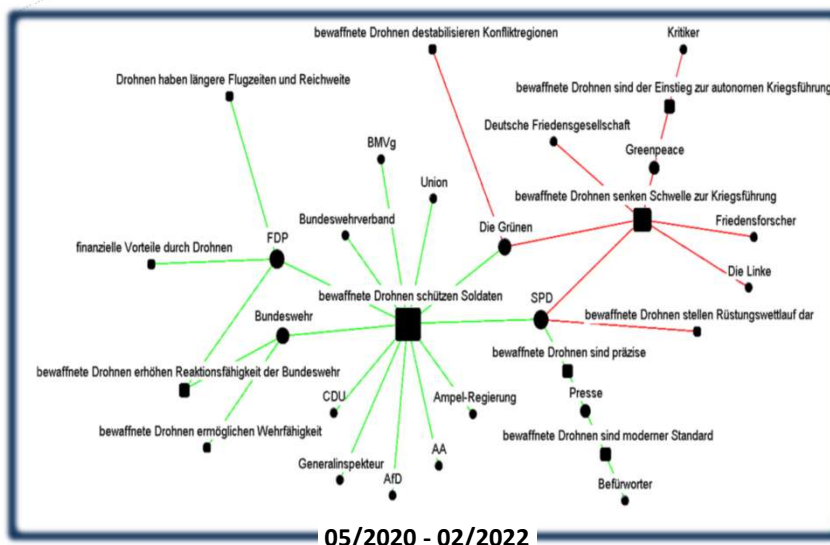 Kritiker
bewaffnete Drohnen destabilisieren Konfliktregionen
Drohnen haben längere Flugzeiten und Reichweite
bewaffnete Drohnen sind der Einstieg zur autonomen Kriegsführung
Deutsche Friedensgesellschaft
BMVg
Greenpeace
Union
bewaffnete Drohnen senken Schwelle zur Kriegsführung
Bundeswehrverband
Die Grünen
Friedensforscher
FDP
finanzielle Vorteile durch Drohnen
Die Linke
bewaffnete Drohnen schützen Soldaten
SPD
Bundeswehr
bewaffnete Drohnen stellen Rüstungswettlauf dar
bewaffnete Drohnen sind präzise
bewaffnete Drohnen erhöhen Reaktionsfähigkeit der Bundeswehr
Presse
CDU
Ampel-Regierung
bewaffnete Drohnen ermöglichen Wehrfähigkeit
bewaffnete Drohnen sind moderner Standard
AA
Generalinspekteur
AfD
Befürworter
05/2020 - 02/2022